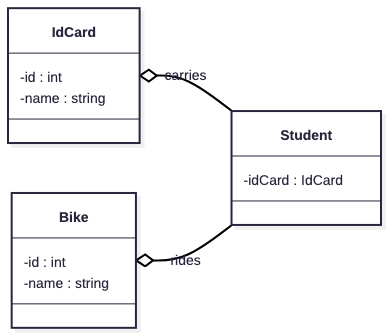 IdCard
-id : int
-name : string
carries
Student
-idCard : IdCard
Bike
-id : int
-name : string
rides